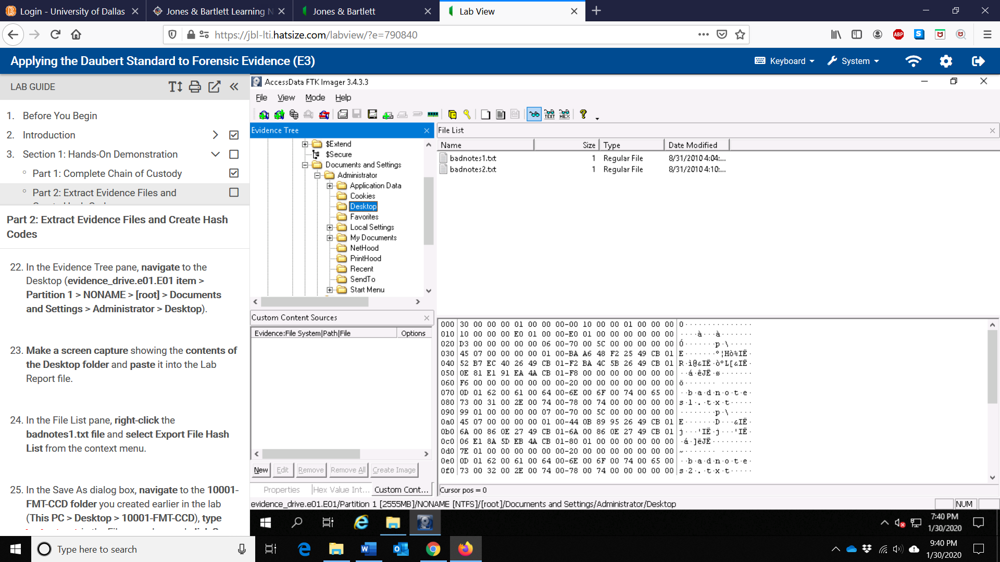 Login - University of Dallas
Jones & Bartlett Learning N
Jones & Bartlett
Lab View
https://jbl-lti.hatsize.com/labview/?e=790840
Applying the Daubert Standard to Forensic Evidence (E3)
Keyboard
System
LAB GUIDE
1. Before You Begin
2. Introduction
3. Section 1: Hands-On Demonstration
Part 1: Complete Chain of Custody
Part 2: Extract Evidence Files and
Part 2: Extract Evidence Files and Create Hash
Codes
22. In the Evidence Tree pane, navigate to the
Desktop (evidence_drive.e01.E01 item >
Partition 1 > NONAME > [root] > Documents
and Settings > Administrator > Desktop).
23. Make a screen capture showing the contents of
the Desktop folder and paste it into the Lab
Report file.
24. In the File List pane, right-click the
badnotes1.txt file and select Export File Hash
List from the context menu.
25. In the Save As dialog box, navigate to the 10001-
FMT-CCD folder you created earlier in the lab
(This PC > Desktop > 10001-FMT-CCD), type
AccessData FTK Imager 3.4.3.3
File View Mode Help
TEXT HEX
Evidence Tree
$Extend
$Secure
Documents and Settings
Administrator
Application Data
Cookies
Desktop
Favorites
Local Settings
My Documents
NetHood
PrintHood
Recent
SendTo
Start Menu
Custom Content Sources
Evidence:File System|Path|File Options
New Edit Remove Remove All Create Image
Properties Hex Value Int... Custom Cont...
File List
Name Size Type Date Modified
badnotes1.txt 1 Regular File 8/31/2010 4:04:...
badnotes2.txt 1 Regular File 8/31/2010 4:10:...
000 30 00 00 00 01 00 00 00-00 10 00 00 01 00 00 00 0···············
010 10 00 00 00 E0 01 00 00-E0 01 00 00 00 00 00 00 ····à···à·······
020 D3 00 00 00 00 00 06 00-70 00 5C 00 00 00 00 00 Ó·······p·\·····
030 45 07 00 00 00 00 01 00-BA A6 48 F2 25 49 CB 01 E·······º¦Hò%IË·
040 52 B7 EC 40 26 49 CB 01-F2 BA 4C 5B 26 49 CB 01 R·ì@&IË·òºL[&IË·
050 0E 81 E1 91 EA 4A CB 01-F8 00 00 00 00 00 00 00 ··á·êJË·ø·······
060 F6 00 00 00 00 00 00 00-20 00 00 00 00 00 00 00 ö······· ·······
070 0D 01 62 00 61 00 64 00-6E 00 6F 00 74 00 65 00 ··b·a·d·n·o·t·e·
080 73 00 31 00 2E 00 74 00-78 00 74 00 00 00 00 00 s·1·.·t·x·t·····
090 99 01 00 00 00 00 07 00-70 00 5C 00 00 00 00 00 ········p·\·····
0a0 45 07 00 00 00 00 01 00-44 0B 89 95 26 49 CB 01 E·······D···&IË·
0b0 6A 00 86 0E 27 49 CB 01-6A 00 86 0E 27 49 CB 01 j···'IË·j···'IË·
0c0 06 E1 8A 5D EB 4A CB 01-80 01 00 00 00 00 00 00 ·á·]ëJË·········
0d0 7E 01 00 00 00 00 00 00-20 00 00 00 00 00 00 00 ~······· ·······
0e0 0D 01 62 00 61 00 64 00-6E 00 6F 00 74 00 65 00 ··b·a·d·n·o·t·e·
0f0 73 00 32 00 2E 00 74 00-78 00 74 00 00 00 00 00 s·2·.·t·x·t·····
Cursor pos = 0
evidence_drive.e01.E01/Partition 1 [2555MB]/NONAME [NTFS]/[root]/Documents and Settings/Administrator/Desktop
NUM
7:40 PM
1/30/2020
Type here to search
9:40 PM
1/30/2020